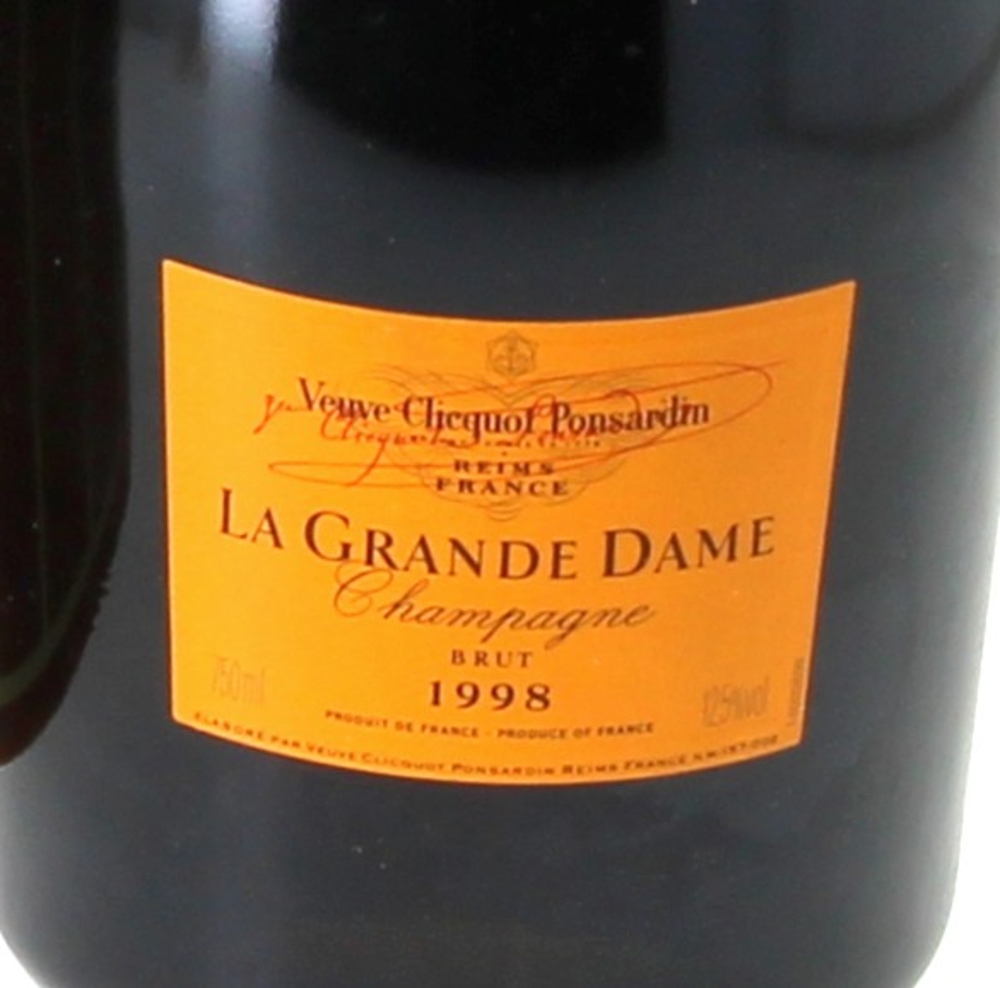 Veuve Clicquot Ponsardin
REIMS
FRANCE
LA GRANDE DAME
Champagne
BRUT
1998
750ml
12.5%vol
PRODUIT DE FRANCE - PRODUCE OF FRANCE
ELABORÉ PAR VEUVE CLICQUOT PONSARDIN REIMS FRANCE